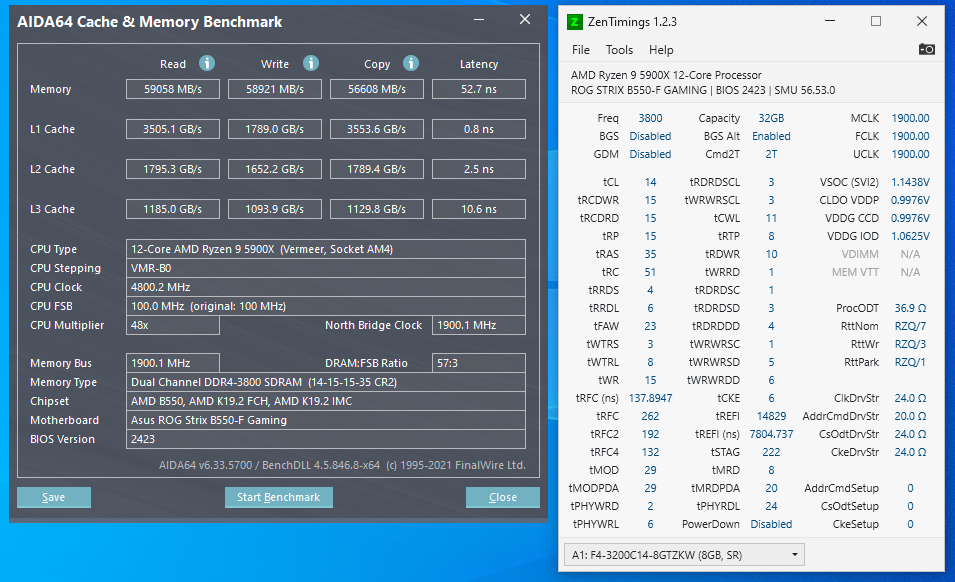 AIDA64 Cache & Memory Benchmark
Read Write Copy Latency
Memory 59058 MB/s 58921 MB/s 56608 MB/s 52.7 ns
L1 Cache 3505.1 GB/s 1789.0 GB/s 3553.6 GB/s 0.8 ns
L2 Cache 1795.3 GB/s 1652.2 GB/s 1789.4 GB/s 2.5 ns
L3 Cache 1185.0 GB/s 1093.9 GB/s 1129.8 GB/s 10.6 ns
CPU Type 12-Core AMD Ryzen 9 5900X (Vermeer, Socket AM4)
CPU Stepping VMR-B0
CPU Clock 4800.2 MHz
CPU FSB 100.0 MHz (original: 100 MHz)
CPU Multiplier 48x North Bridge Clock 1900.1 MHz
Memory Bus 1900.1 MHz DRAM:FSB Ratio 57:3
Memory Type Dual Channel DDR4-3800 SDRAM (14-15-15-35 CR2)
Chipset AMD B550, AMD K19.2 FCH, AMD K19.2 IMC
Motherboard Asus ROG Strix B550-F Gaming
BIOS Version 2423
AIDA64 v6.33.5700 / BenchDLL 4.5.846.8-x64 (c) 1995-2021 FinalWire Ltd.
Save Start Benchmark Close
Z ZenTimings 1.2.3
File Tools Help
AMD Ryzen 9 5900X 12-Core Processor
ROG STRIX B550-F GAMING | BIOS 2423 | SMU 56.53.0
Freq 3800 Capacity 32GB MCLK 1900.00
BGS Disabled BGS Alt Enabled FCLK 1900.00
GDM Disabled Cmd2T 2T UCLK 1900.00
tCL 14 tRDRDSCL 3 VSOC (SVI2) 1.1438V
tRCDWR 15 tWRWRSCL 3 CLDO VDDP 0.9976V
tRCDRD 15 tCWL 11 VDDG CCD 0.9976V
tRP 15 tRTP 8 VDDG IOD 1.0625V
tRAS 35 tRDWR 10 VDIMM N/A
tRC 51 tWRRD 1 MEM VTT N/A
tRRDS 4 tRDRDSC 1
tRRDL 6 tRDRDSD 3 ProcODT 36.9 Ω
tFAW 23 tRDRDDD 4 RttNom RZQ/7
tWTRS 3 tWRWRSC 1 RttWr RZQ/3
tWTRL 8 tWRWRSD 5 RttPark RZQ/1
tWR 15 tWRWRDD 6
tRFC (ns) 137.8947 tCKE 6 ClkDrvStr 24.0 Ω
tRFC 262 tREFI 14829 AddrCmdDrvStr 20.0 Ω
tRFC2 192 tREFI (ns) 7804.737 CsOdtDrvStr 24.0 Ω
tRFC4 132 tSTAG 222 CkeDrvStr 24.0 Ω
tMOD 29 tMRD 8
tMODPDA 29 tMRDPDA 20 AddrCmdSetup 0
tPHYWRD 2 tPHYRDL 24 CsOdtSetup 0
tPHYWRL 6 PowerDown Disabled CkeSetup 0
A1: F4-3200C14-8GTZKW (8GB, SR)